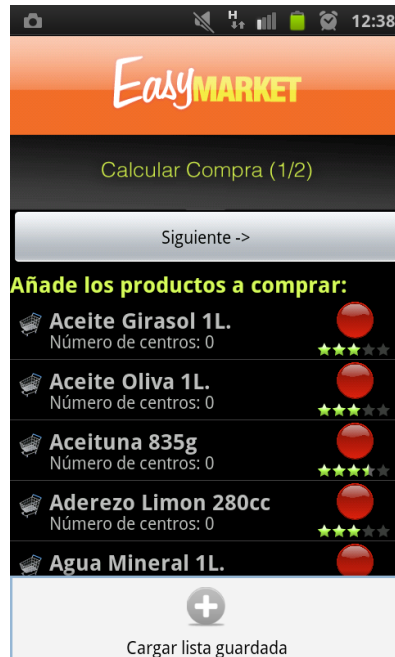 H
12:38
EasyMARKET
Calcular Compra (1/2)
Siguiente ->
Añade los productos a comprar:
Aceite Girasol 1L.
Número de centros: 0
Aceite Oliva 1L.
Número de centros: 0
Aceituna 835g
Número de centros: 0
Aderezo Limon 280cc
Número de centros: 0
Agua Mineral 1L.
Cargar lista guardada